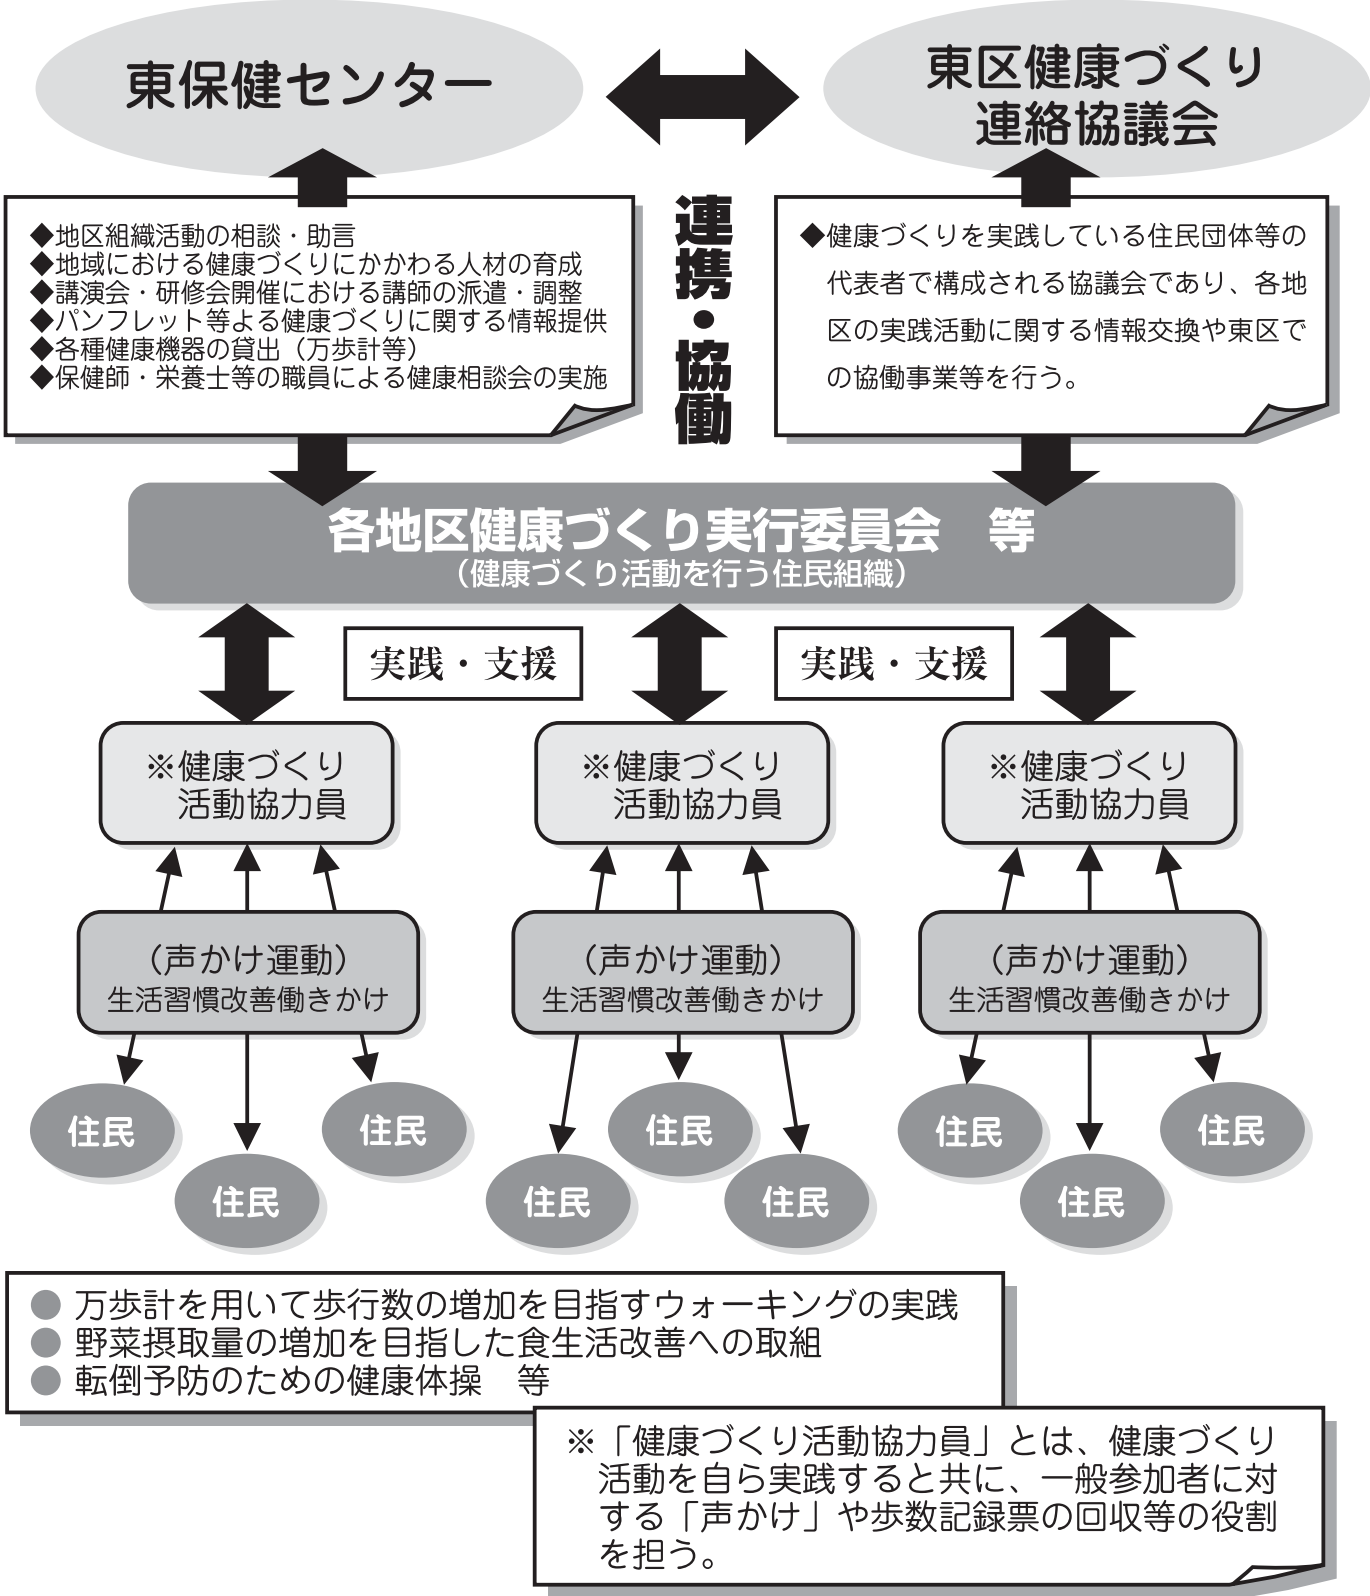 東保健センター
東区健康づくり
連絡協議会
連携・協働
◆地区組織活動の相談・助言
◆地域における健康づくりにかかわる人材の育成
◆講演会・研修会開催における講師の派遣・調整
◆パンフレット等よる健康づくりに関する情報提供
◆各種健康機器の貸出（万歩計等）
◆保健師・栄養士等の職員による健康相談会の実施
◆健康づくりを実践している住民団体等の
代表者で構成される協議会であり、各地
区の実践活動に関する情報交換や東区で
の協働事業等を行う。
各地区健康づくり実行委員会　等
（健康づくり活動を行う住民組織）
実践・支援
実践・支援
※健康づくり
活動協力員
※健康づくり
活動協力員
※健康づくり
活動協力員
（声かけ運動）
生活習慣改善働きかけ
（声かけ運動）
生活習慣改善働きかけ
（声かけ運動）
生活習慣改善働きかけ
住民
住民
住民
住民
住民
住民
住民
住民
住民
● 万歩計を用いて歩行数の増加を目指すウォーキングの実践
● 野菜摂取量の増加を目指した食生活改善への取組
● 転倒予防のための健康体操　等
※「健康づくり活動協力員」とは、健康づくり
活動を自ら実践すると共に、一般参加者に対
する「声かけ」や歩数記録票の回収等の役割
を担う。